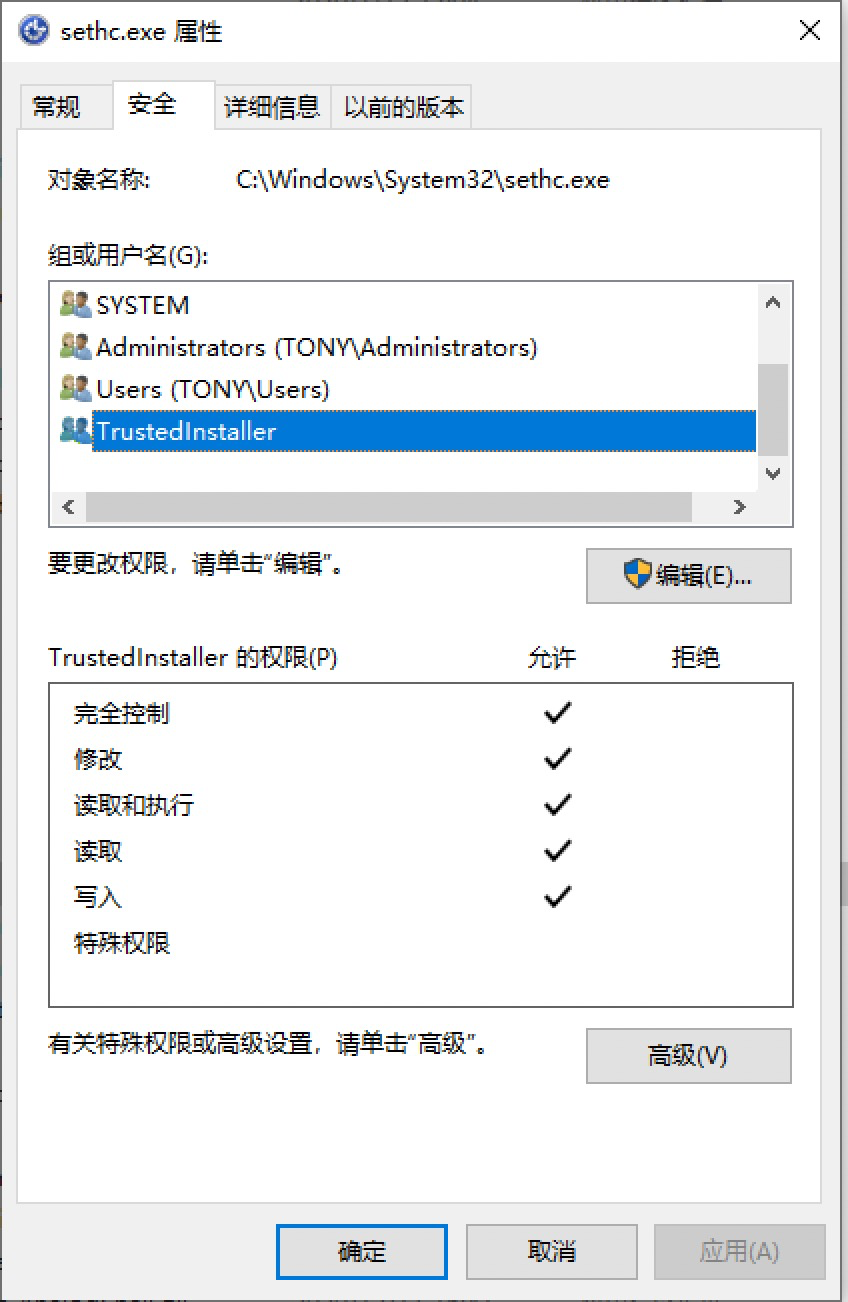 sethc.exe 属性
常规 安全 详细信息 以前的版本
对象名称: C:\Windows\System32\sethc.exe
组或用户名(G):
SYSTEM
Administrators (TONY\Administrators)
Users (TONY\Users)
TrustedInstaller
要更改权限，请单击“编辑”。
编辑(E)...
TrustedInstaller 的权限(P) 允许 拒绝
完全控制
修改
读取和执行
读取
写入
特殊权限
有关特殊权限或高级设置，请单击“高级”。
高级(V)
确定 取消 应用(A)